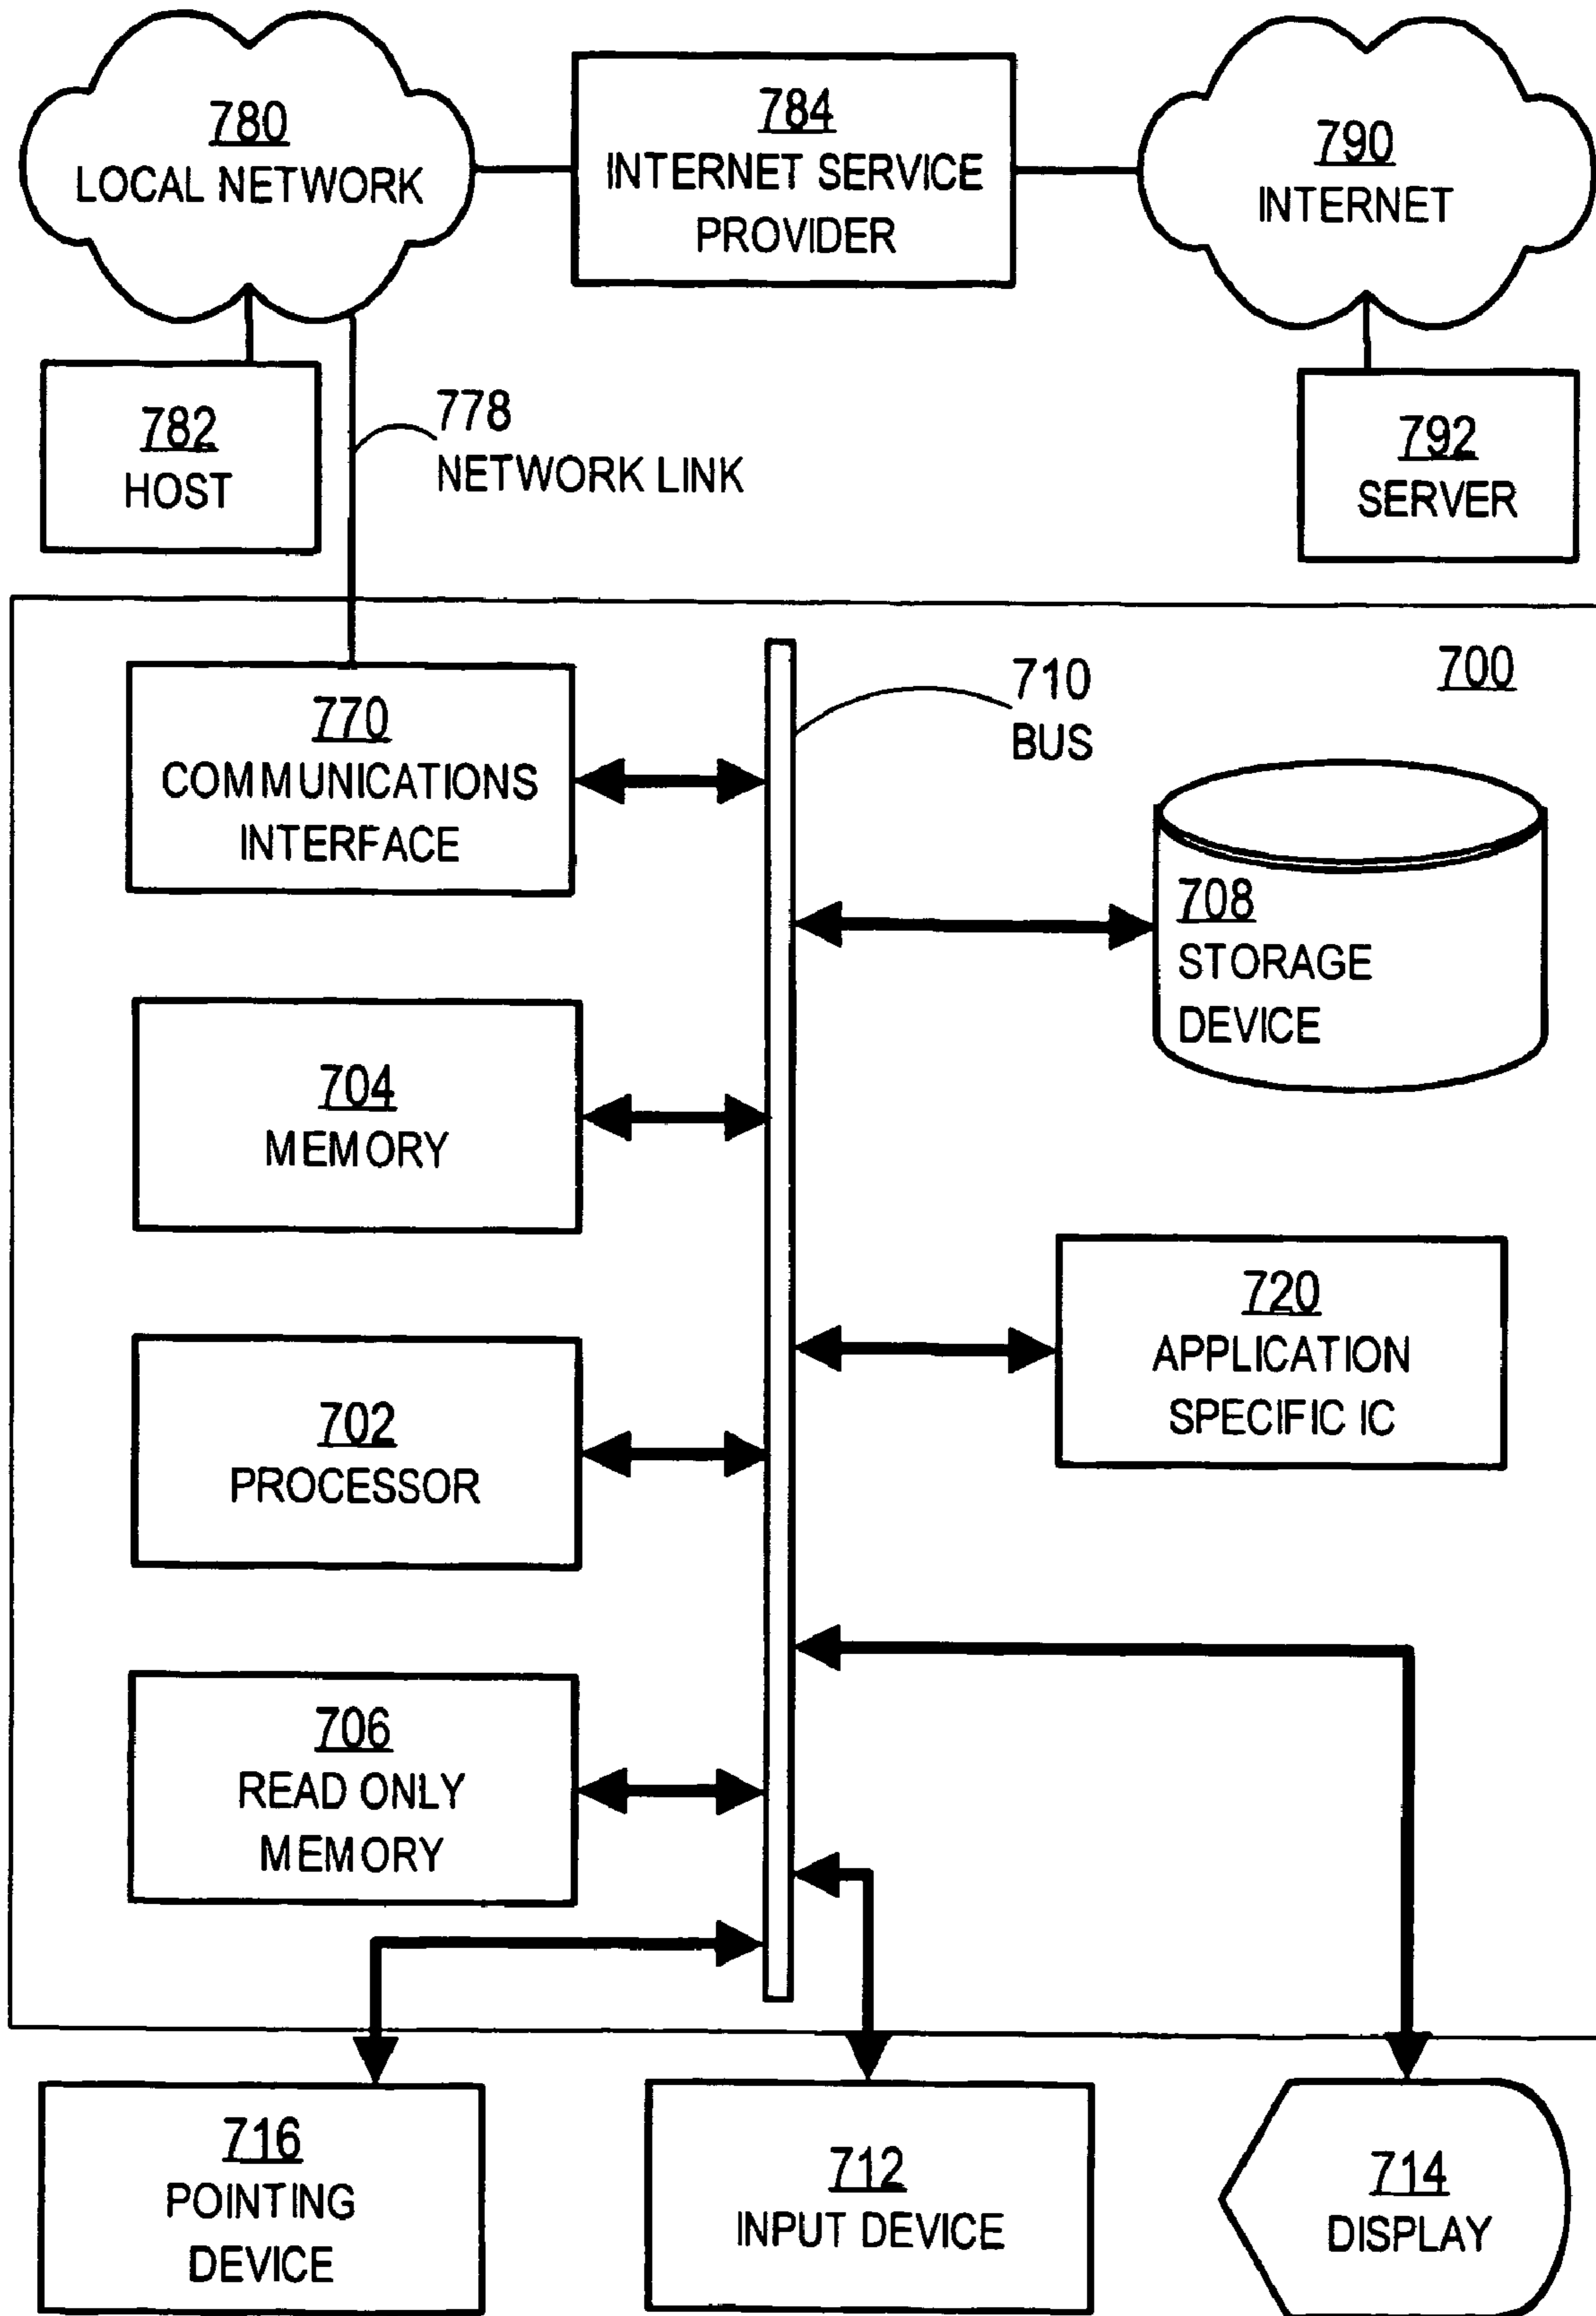 780
LOCAL NETWORK
784
INTERNET SERVICE
PROVIDER
790
INTERNET
782
HOST
778
NETWORK LINK
792
SERVER
700
770
COMMUNICATIONS
INTERFACE
710
BUS
708
STORAGE
DEVICE
704
MEMORY
720
APPLICATION
SPECIFIC IC
702
PROCESSOR
706
READ ONLY
MEMORY
716
POINTING
DEVICE
712
INPUT DEVICE
714
DISPLAY